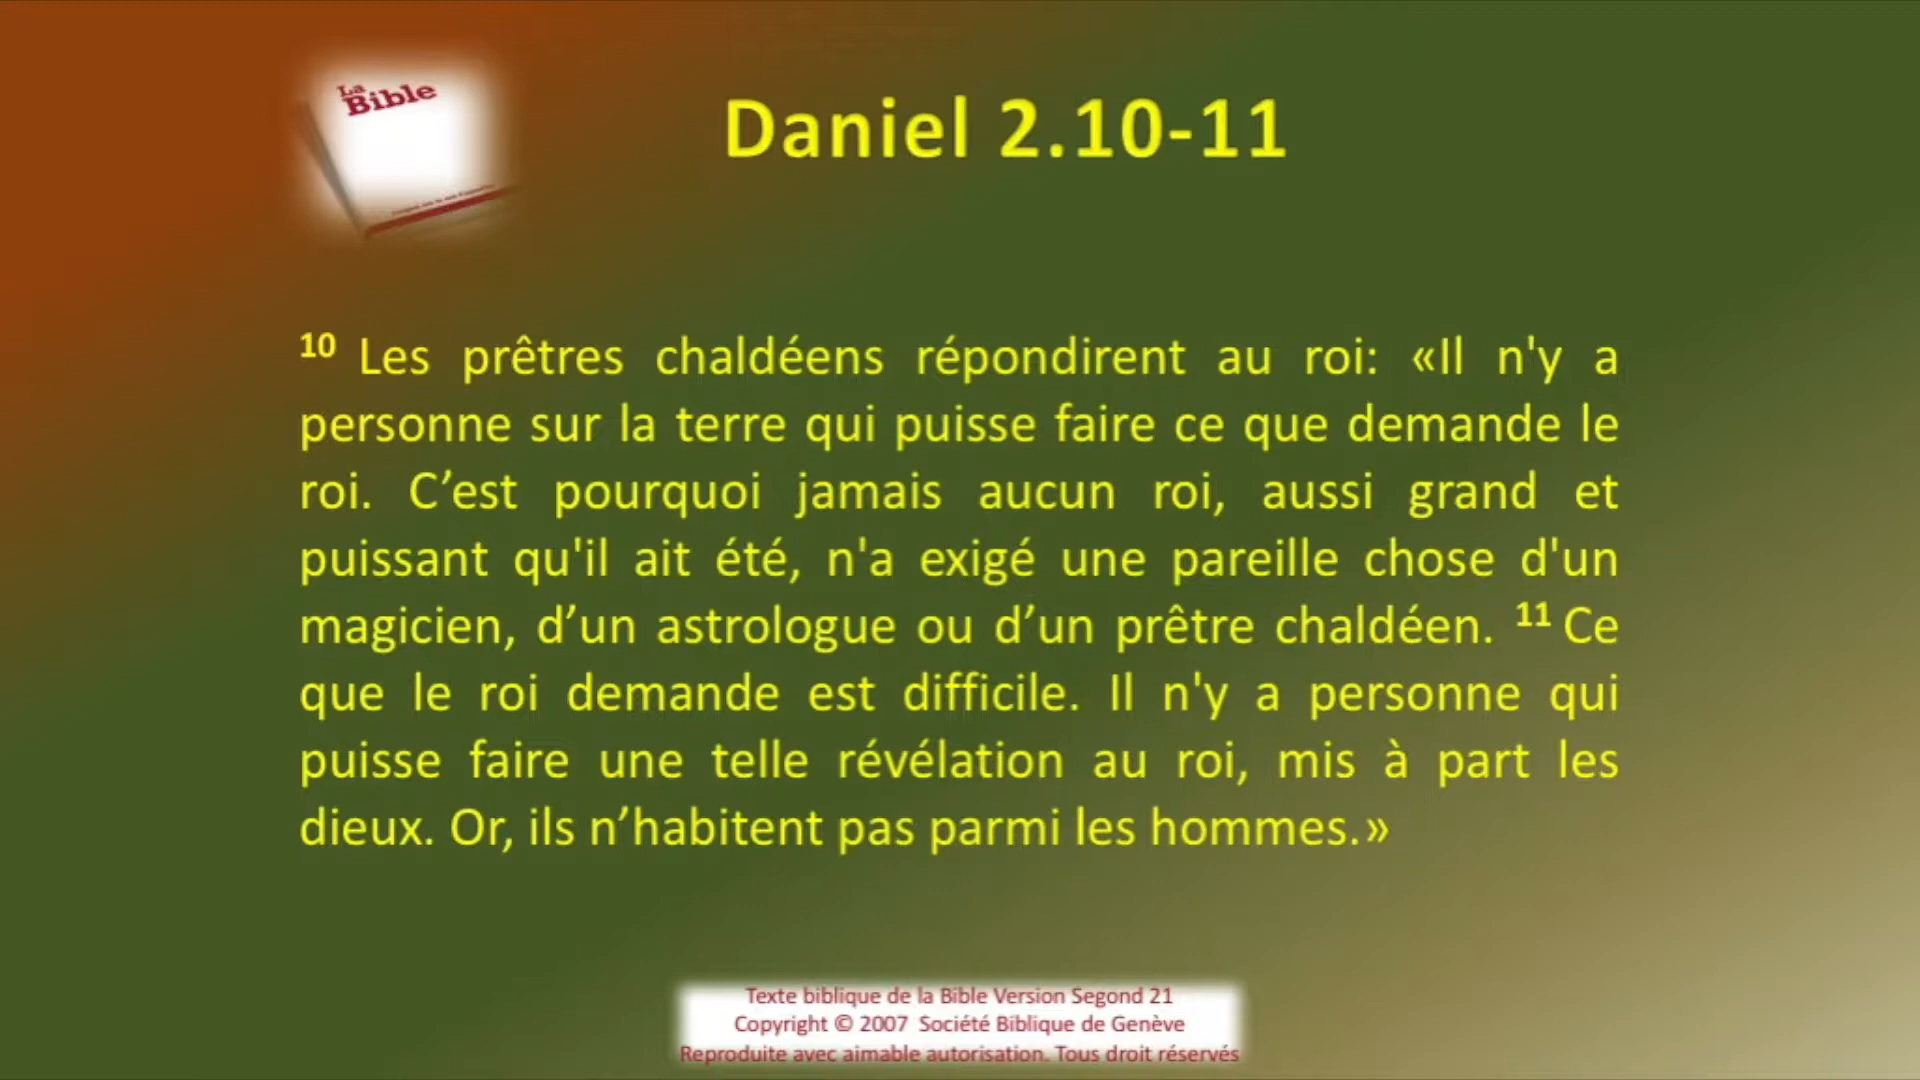 La
Bible
Daniel 2.10-11
10 Les prêtres chaldéens répondirent au roi: «Il n'y a
personne sur la terre qui puisse faire ce que demande le
roi. C’est pourquoi jamais aucun roi, aussi grand et
puissant qu'il ait été, n'a exigé une pareille chose d'un
magicien, d’un astrologue ou d’un prêtre chaldéen. 11 Ce
que le roi demande est difficile. Il n'y a personne qui
puisse faire une telle révélation au roi, mis à part les
dieux. Or, ils n’habitent pas parmi les hommes.»
Texte biblique de la Bible Version Segond 21
Copyright © 2007 Société Biblique de Genève
Reproduite avec aimable autorisation. Tous droit réservés